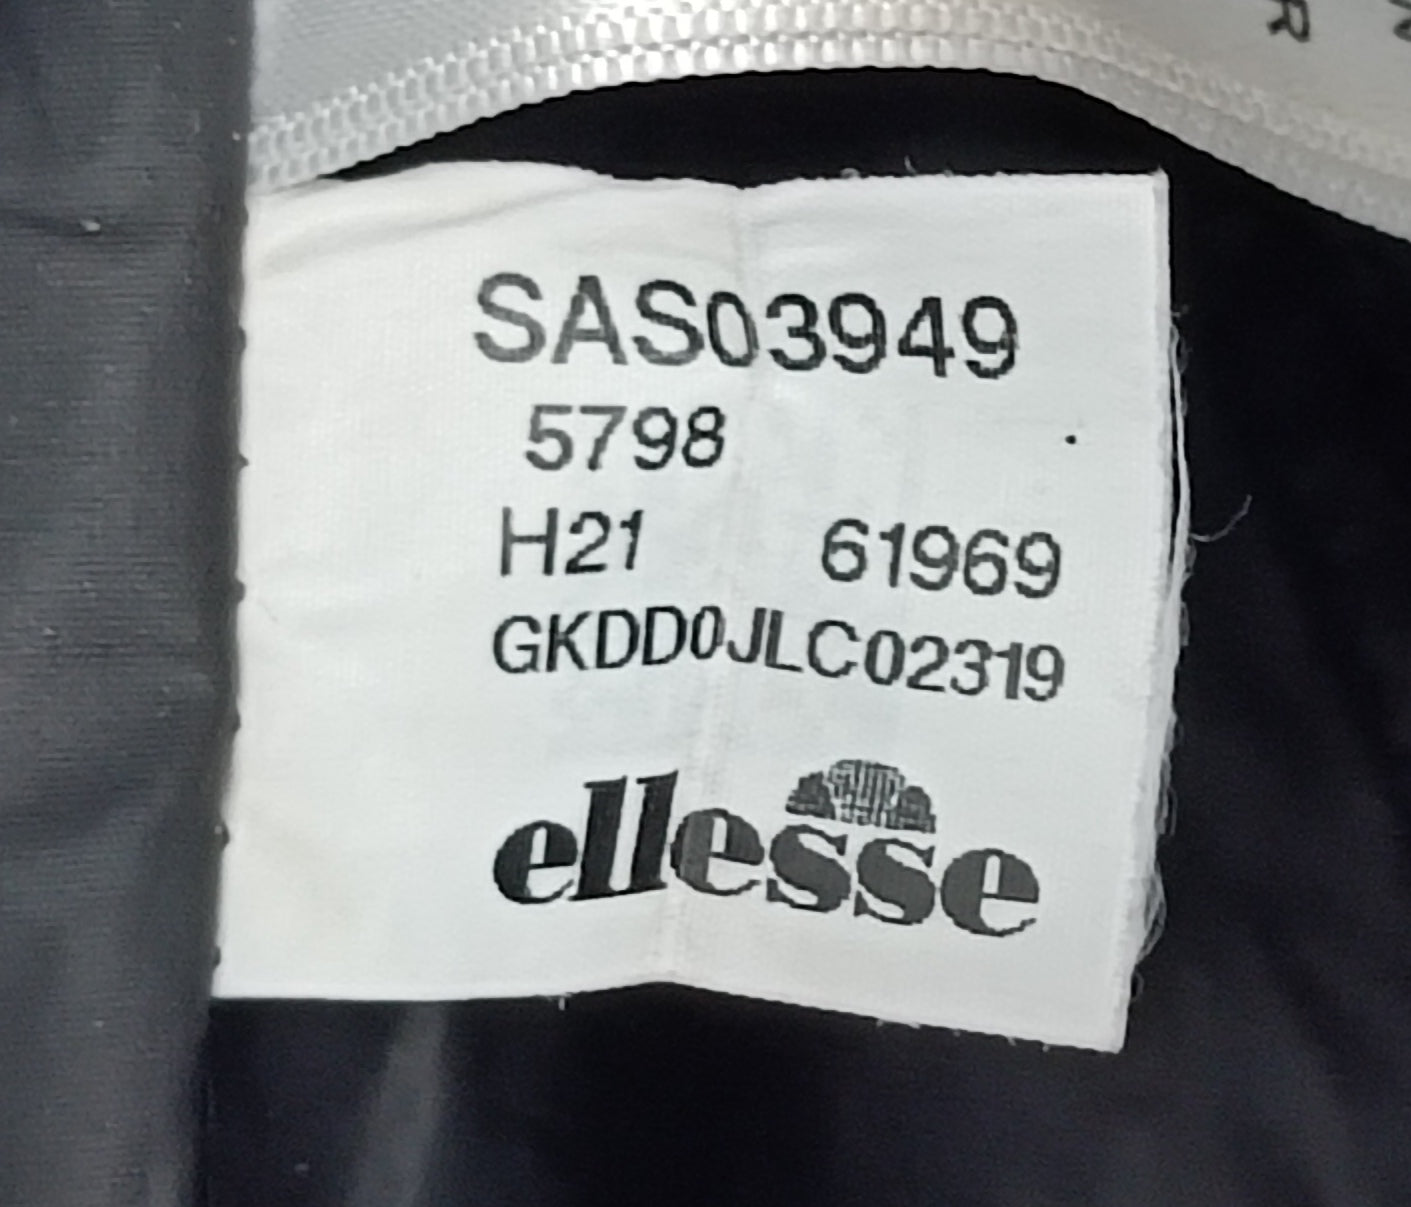 R
SAS03949
5798
H21 61969
GKDD0JLC02319
ellesse